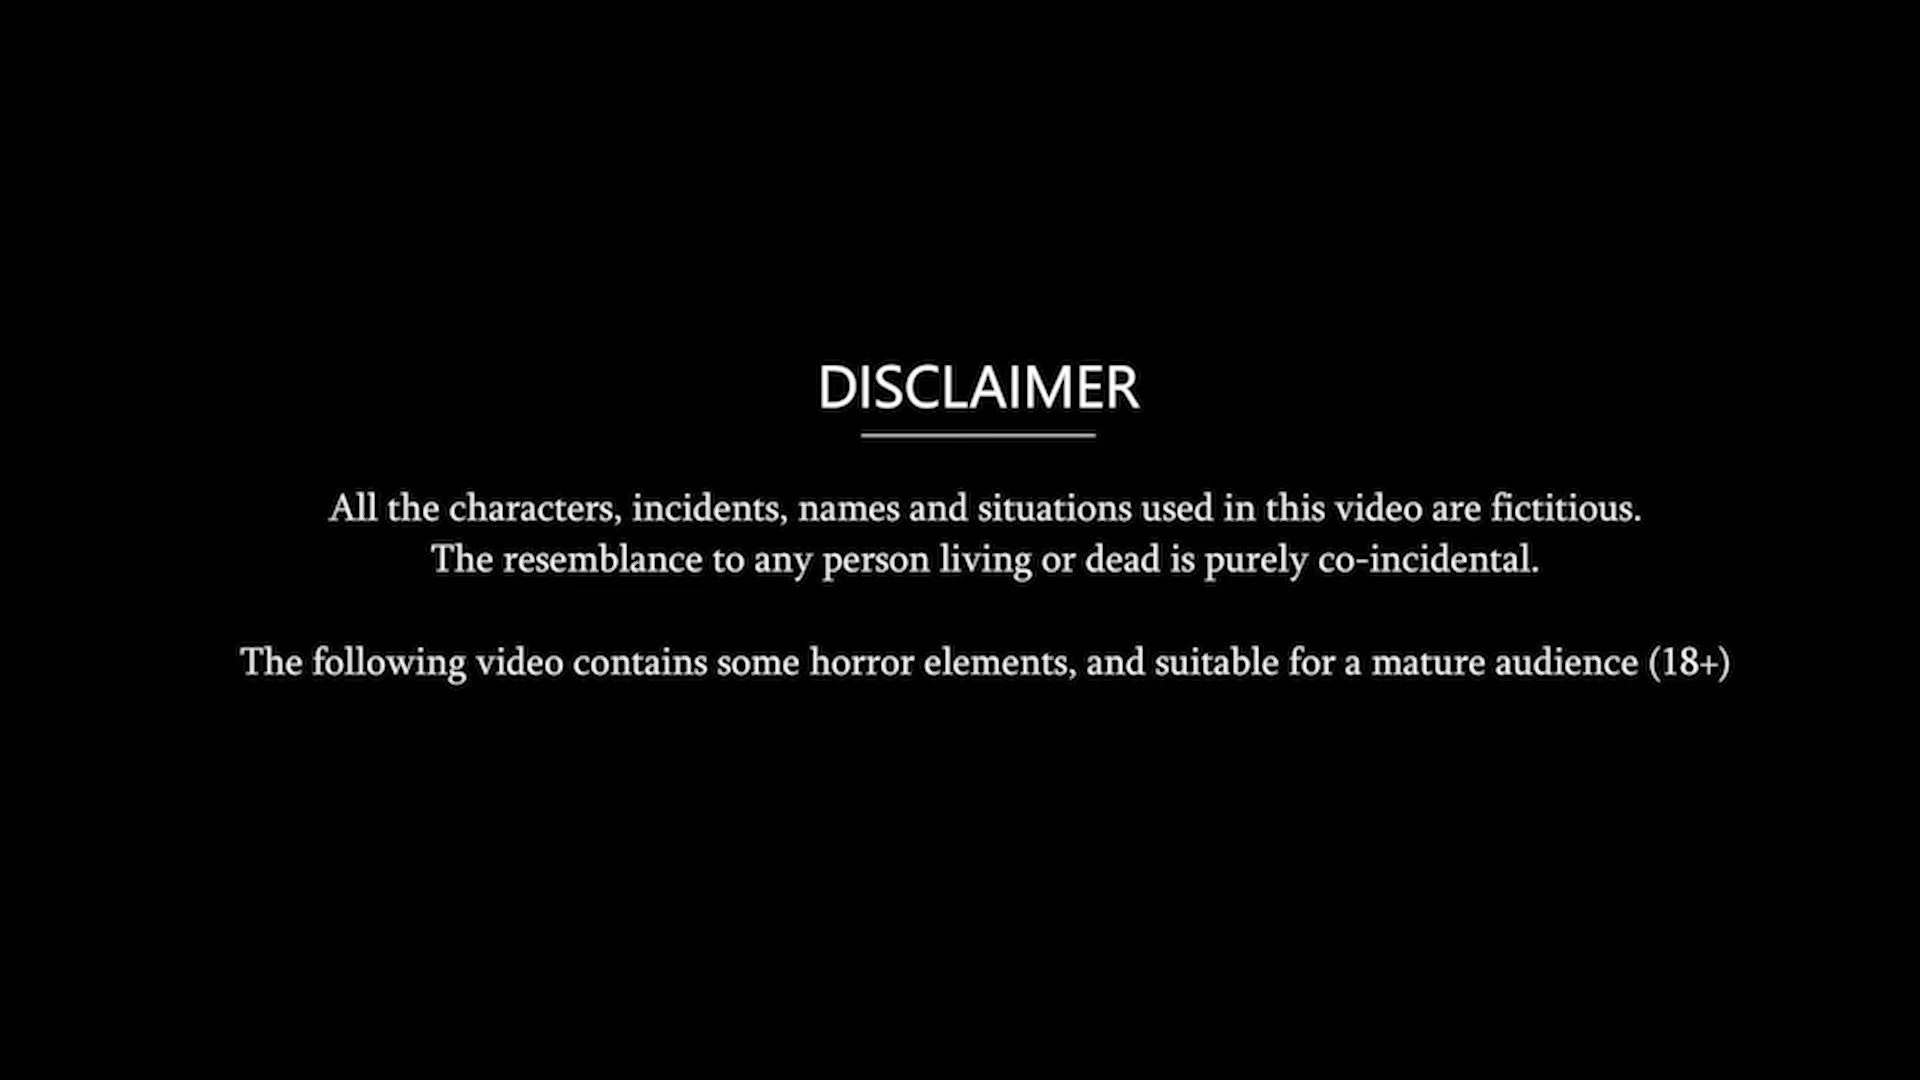 DISCLAIMER
All the characters, incidents, names and situations used in this video are fictitious.
The resemblance to any person living or dead is purely co-incidental.
The following video contains some horror elements, and suitable for a mature audience (18+)